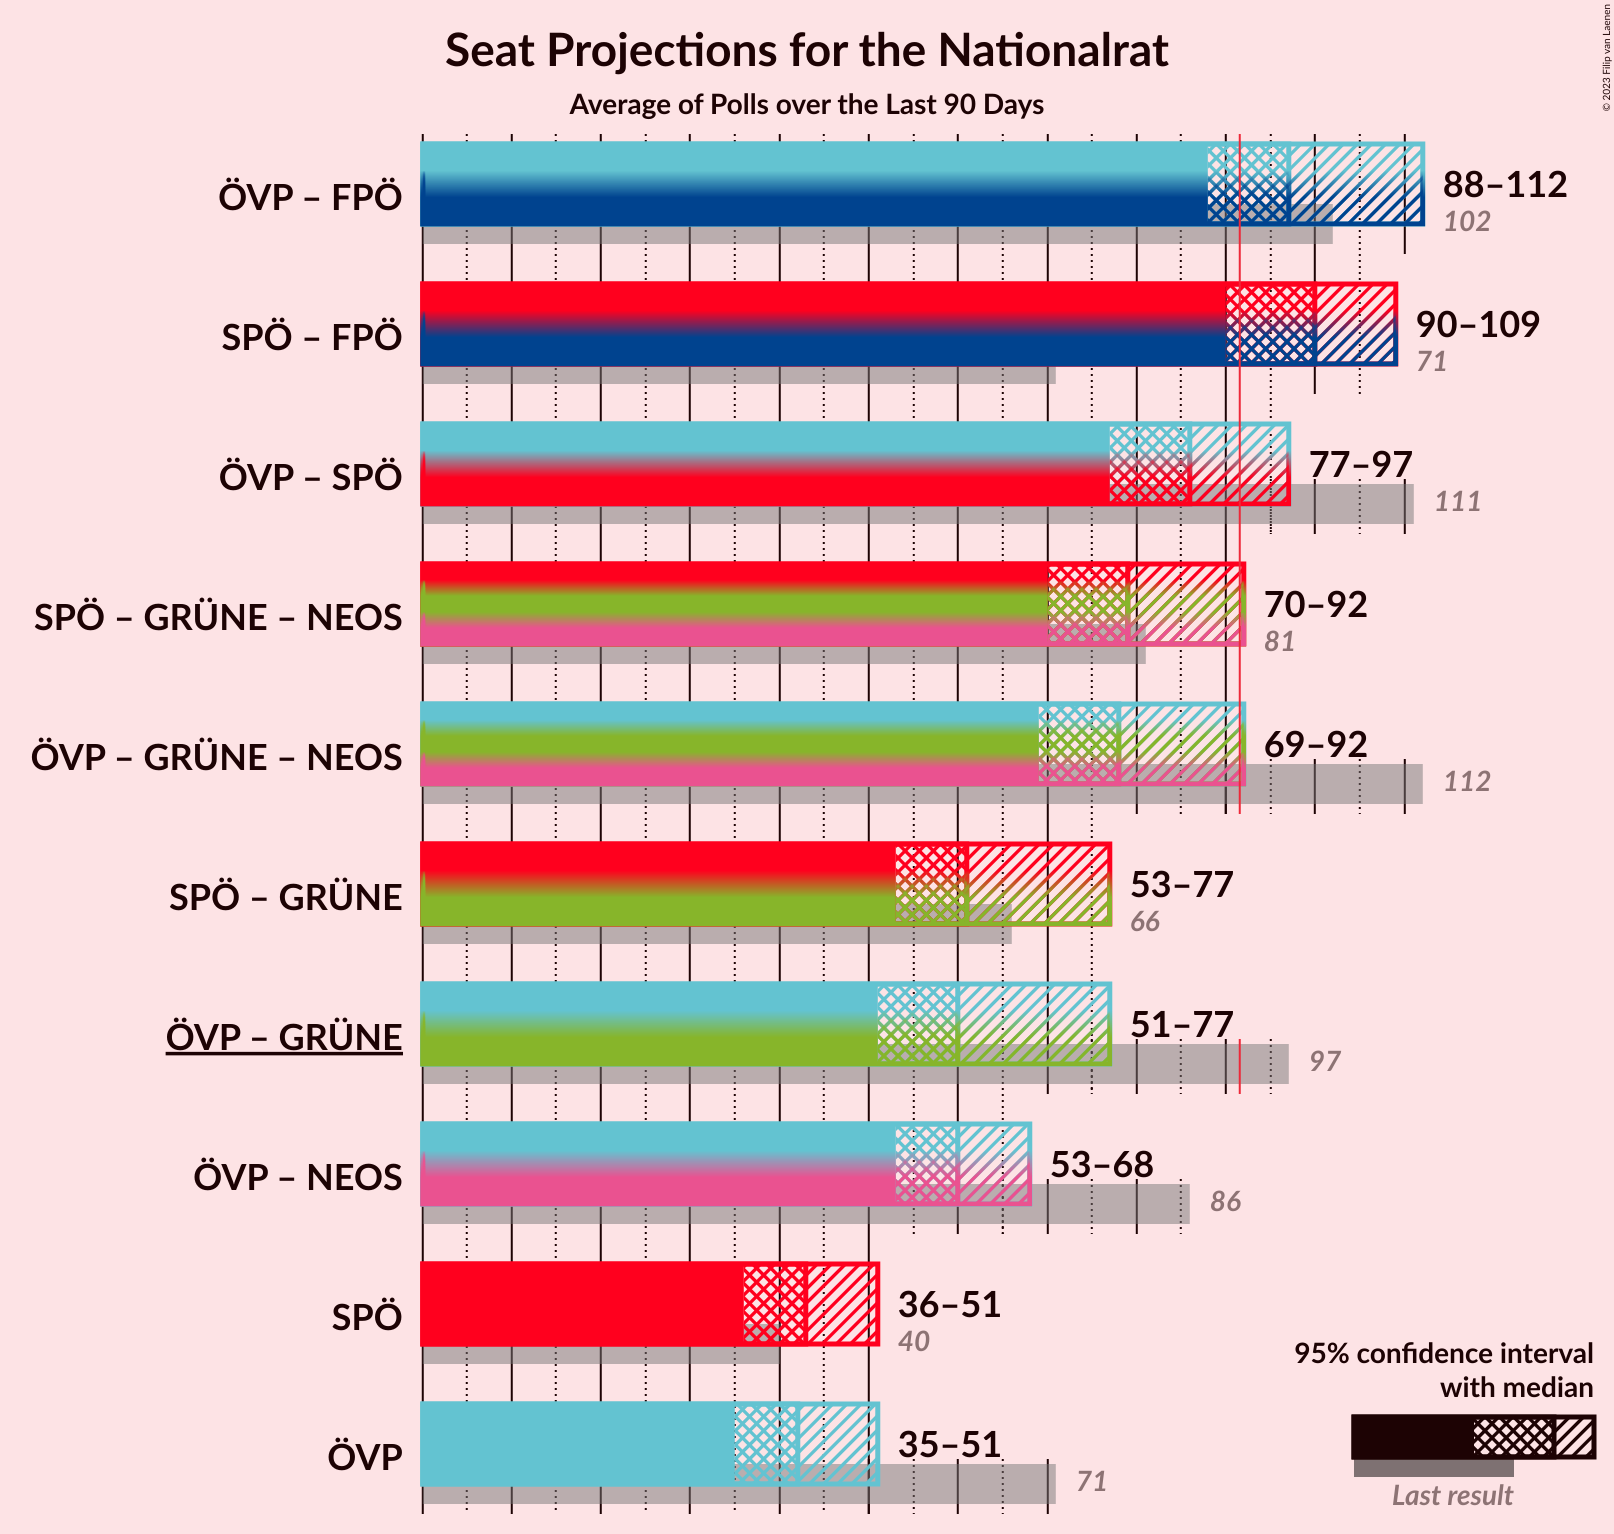 Seat Projections for the Nationalrat
Average of Polls over the Last 90 Days
© 2023 Filip van Laenen
ÖVP – FPÖ
88–112
102
SPÖ – FPÖ
90–109
71
ÖVP – SPÖ
77–97
111
SPÖ – GRÜNE – NEOS
70–92
81
ÖVP – GRÜNE – NEOS
69–92
112
SPÖ – GRÜNE
53–77
66
ÖVP – GRÜNE
51–77
97
ÖVP – NEOS
53–68
86
SPÖ
36–51
40
ÖVP
35–51
71
95% confidence interval
with median
Last result